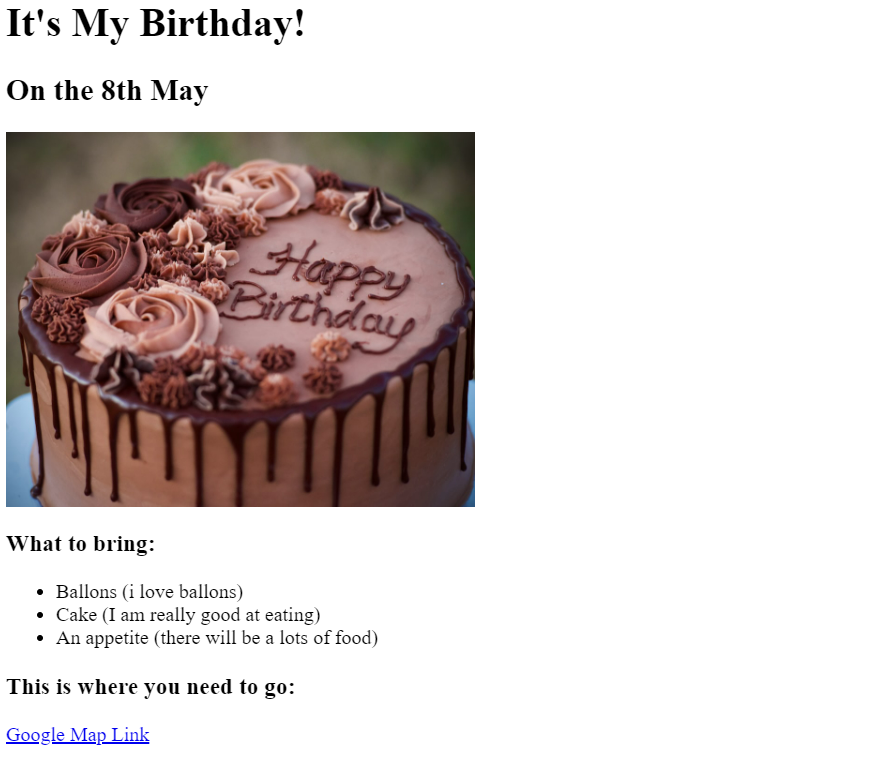 It's My Birthday!
On the 8th May
Happy
Birthday
What to bring:
Ballons (i love ballons)
Cake (I am really good at eating)
An appetite (there will be a lots of food)
This is where you need to go:
Google Map Link